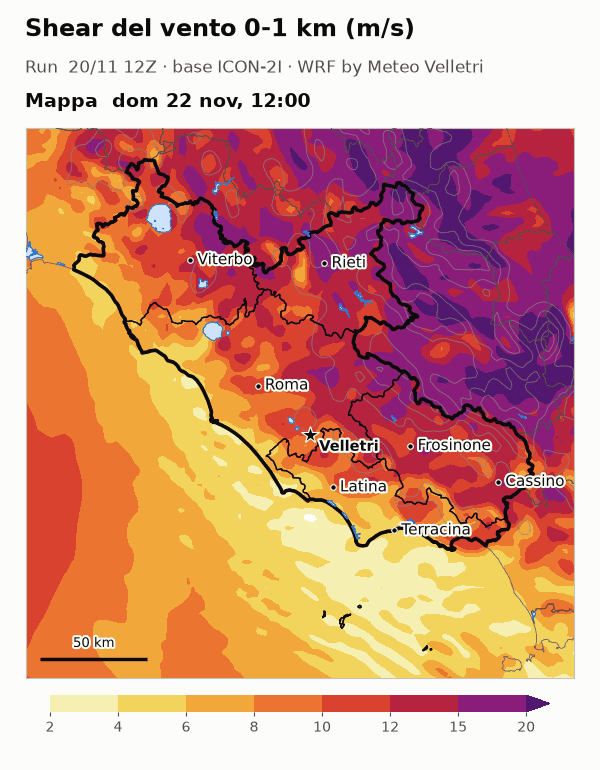 Shear del vento 0-1 km (m/s)
Run  20/11 12Z · base ICON-2I · WRF by Meteo Velletri
Mappa  dom 22 nov, 12:00
Viterbo
Rieti
Roma
Velletri
Frosinone
Cassino
Latina
Terracina
50 km
2 4 6 8 10 12 15 20